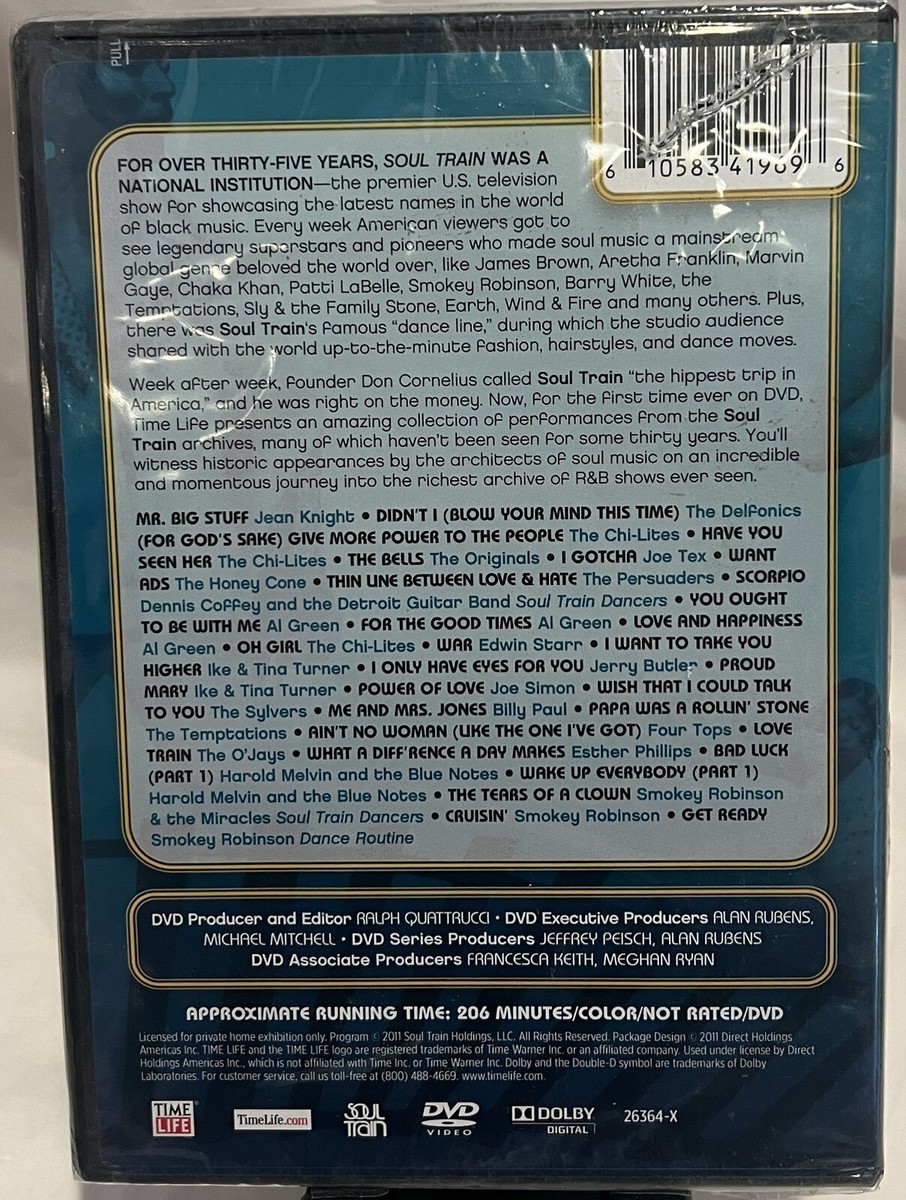 PULL
6 10583 41969 6
FOR OVER THIRTY-FIVE YEARS, SOUL TRAIN WAS A
NATIONAL INSTITUTION—the premier U.S. television
show for showcasing the latest names in the world
of black music. Every week American viewers got to
see legendary superstars and pioneers who made soul music a mainstream
global genre beloved the world over, like James Brown, Aretha Franklin, Marvin
Gaye, Chaka Khan, Patti LaBelle, Smokey Robinson, Barry White, the
Temptations, Sly & the Family Stone, Earth, Wind & Fire and many others. Plus,
there was Soul Train's famous "dance line," during which the studio audience
shared with the world up-to-the-minute fashion, hairstyles, and dance moves.
Week after week, founder Don Cornelius called Soul Train "the hippest trip in
America," and he was right on the money. Now, for the first time ever on DVD,
Time Life presents an amazing collection of performances from the Soul
Train archives, many of which haven't been seen for some thirty years. You'll
witness historic appearances by the architects of soul music on an incredible
and momentous journey into the richest archive of R&B shows ever seen.
MR. BIG STUFF Jean Knight • DIDN'T I (BLOW YOUR MIND THIS TIME) The Delfonics
(FOR GOD'S SAKE) GIVE MORE POWER TO THE PEOPLE The Chi-Lites • HAVE YOU
SEEN HER The Chi-Lites • THE BELLS The Originals • I GOTCHA Joe Tex • WANT
ADS The Honey Cone • THIN LINE BETWEEN LOVE & HATE The Persuaders • SCORPIO
Dennis Coffey and the Detroit Guitar Band Soul Train Dancers • YOU OUGHT
TO BE WITH ME Al Green • FOR THE GOOD TIMES Al Green • LOVE AND HAPPINESS
Al Green • OH GIRL The Chi-Lites • WAR Edwin Starr • I WANT TO TAKE YOU
HIGHER Ike & Tina Turner • I ONLY HAVE EYES FOR YOU Jerry Butler • PROUD
MARY Ike & Tina Turner • POWER OF LOVE Joe Simon • WISH THAT I COULD TALK
TO YOU The Sylvers • ME AND MRS. JONES Billy Paul • PAPA WAS A ROLLIN' STONE
The Temptations • AIN'T NO WOMAN (LIKE THE ONE I'VE GOT) Four Tops • LOVE
TRAIN The O'Jays • WHAT A DIFF'RENCE A DAY MAKES Esther Phillips • BAD LUCK
(PART 1) Harold Melvin and the Blue Notes • WAKE UP EVERYBODY (PART 1)
Harold Melvin and the Blue Notes • THE TEARS OF A CLOWN Smokey Robinson
& the Miracles Soul Train Dancers • CRUISIN' Smokey Robinson • GET READY
Smokey Robinson Dance Routine
DVD Producer and Editor RALPH QUATTRUCCI • DVD Executive Producers ALAN RUBENS,
MICHAEL MITCHELL • DVD Series Producers JEFFREY PEISCH, ALAN RUBENS
DVD Associate Producers FRANCESCA KEITH, MEGHAN RYAN
APPROXIMATE RUNNING TIME: 206 MINUTES/COLOR/NOT RATED/DVD
Licensed for private home exhibition only. Program © 2011 Soul Train Holdings, LLC. All Rights Reserved. Package Design © 2011 Direct Holdings
Americas Inc. TIME LIFE and the TIME LIFE logo are registered trademarks of Time Warner Inc. or an affiliated company. Used under license by Direct
Holdings Americas Inc., which is not affiliated with Time Inc. or Time Warner Inc. Dolby and the Double-D symbol are trademarks of Dolby
Laboratories. For customer service, call us toll-free at (800) 488-4669. www.timelife.com.
TIME LIFE® TimeLife.com SOUL TRAIN DVD VIDEO DOLBY DIGITAL 26364-X